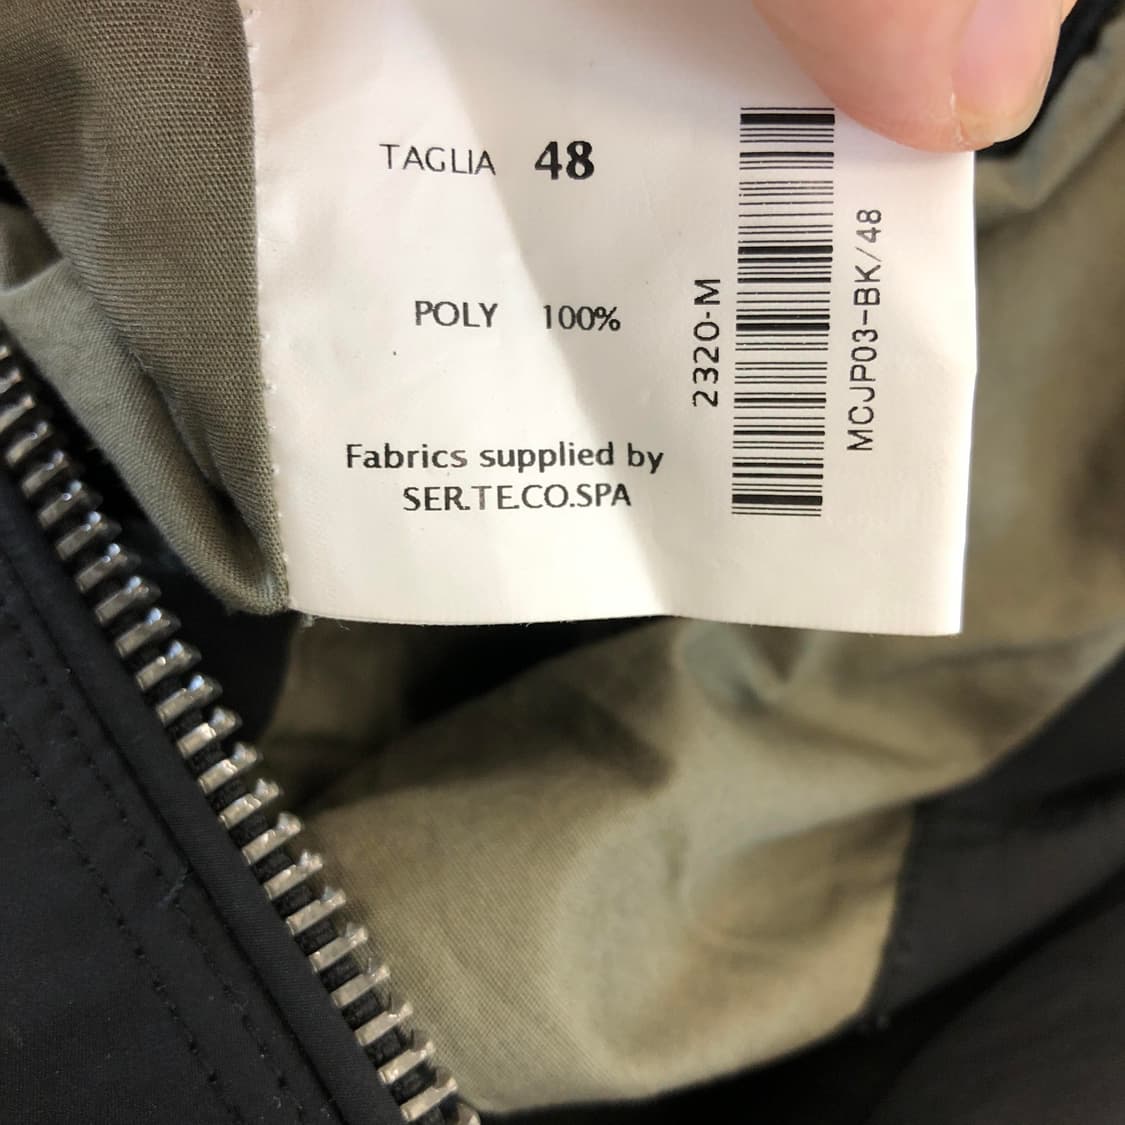 TAGLIA 48
POLY 100%
Fabrics supplied by
SER.TE.CO.SPA
2320-M
MCJP03-BK/48